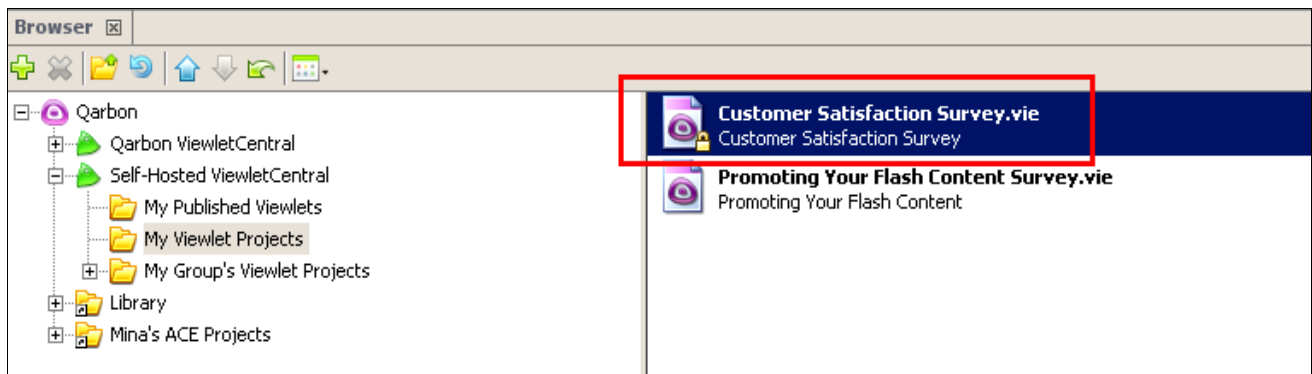 Browser
Qarbon
Qarbon ViewletCentral
Self-Hosted ViewletCentral
My Published Viewlets
My Viewlet Projects
My Group's Viewlet Projects
Library
Mina's ACE Projects
Customer Satisfaction Survey.vie
Customer Satisfaction Survey
Promoting Your Flash Content Survey.vie
Promoting Your Flash Content